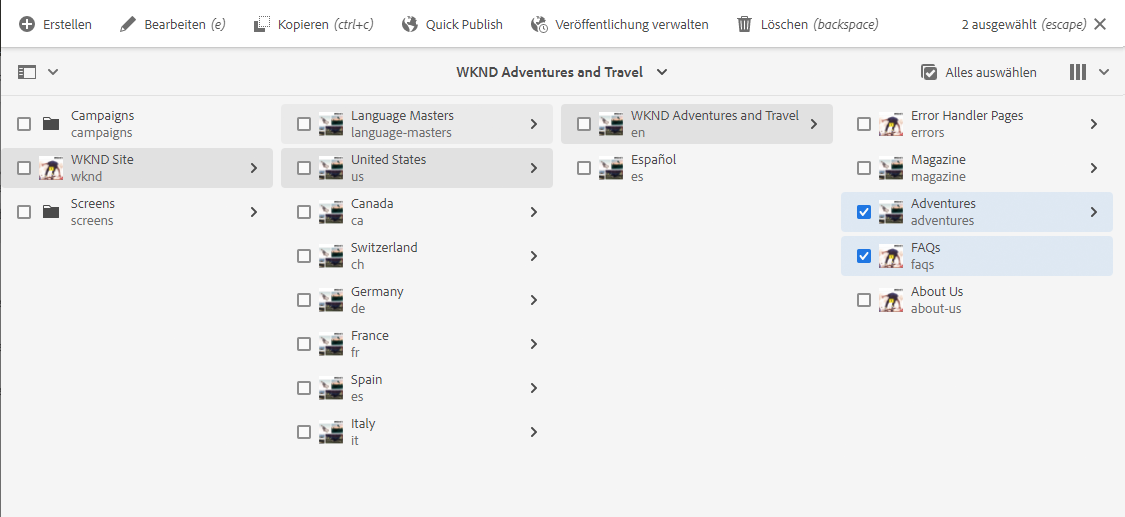 Erstellen Bearbeiten (e) Kopieren (ctrl+c) Quick Publish Veröffentlichung verwalten Löschen (backspace) 2 ausgewählt (escape)
WKND Adventures and Travel Alles auswählen
Campaigns
campaigns
WKND Site
wknd
Screens
screens
Language Masters
language-masters
United States
us
Canada
ca
Switzerland
ch
Germany
de
France
fr
Spain
es
Italy
it
WKND Adventures and Travel
en
Español
es
Error Handler Pages
errors
Magazine
magazine
Adventures
adventures
FAQs
faqs
About Us
about-us